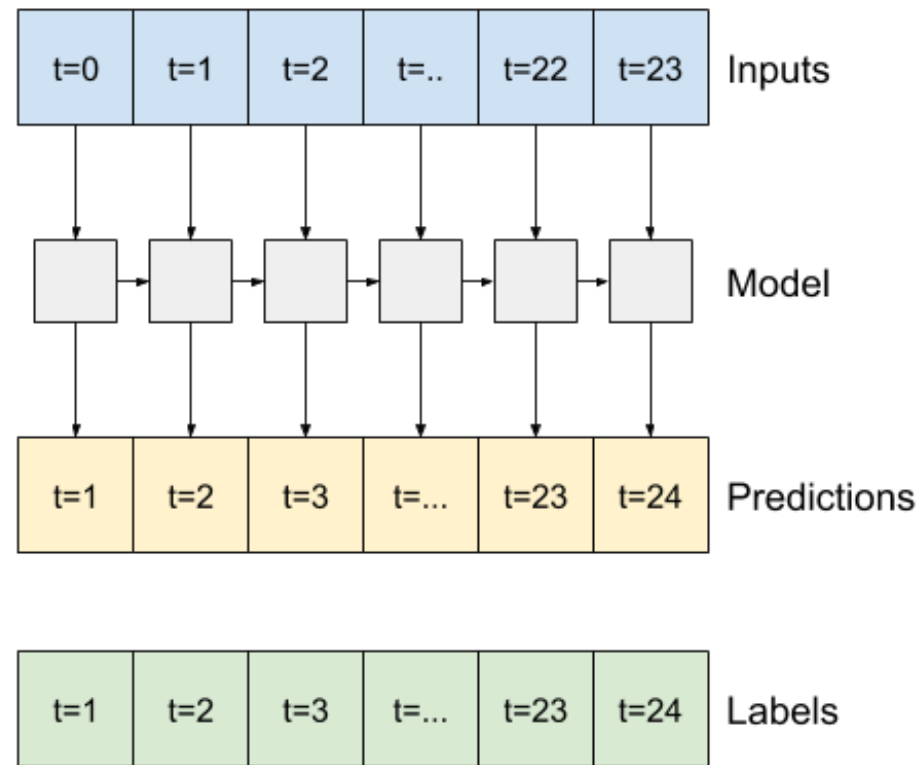 t=0 t=1 t=2 t=.. t=22 t=23 Inputs
Model
t=1 t=2 t=3 t=... t=23 t=24 Predictions
t=1 t=2 t=3 t=... t=23 t=24 Labels